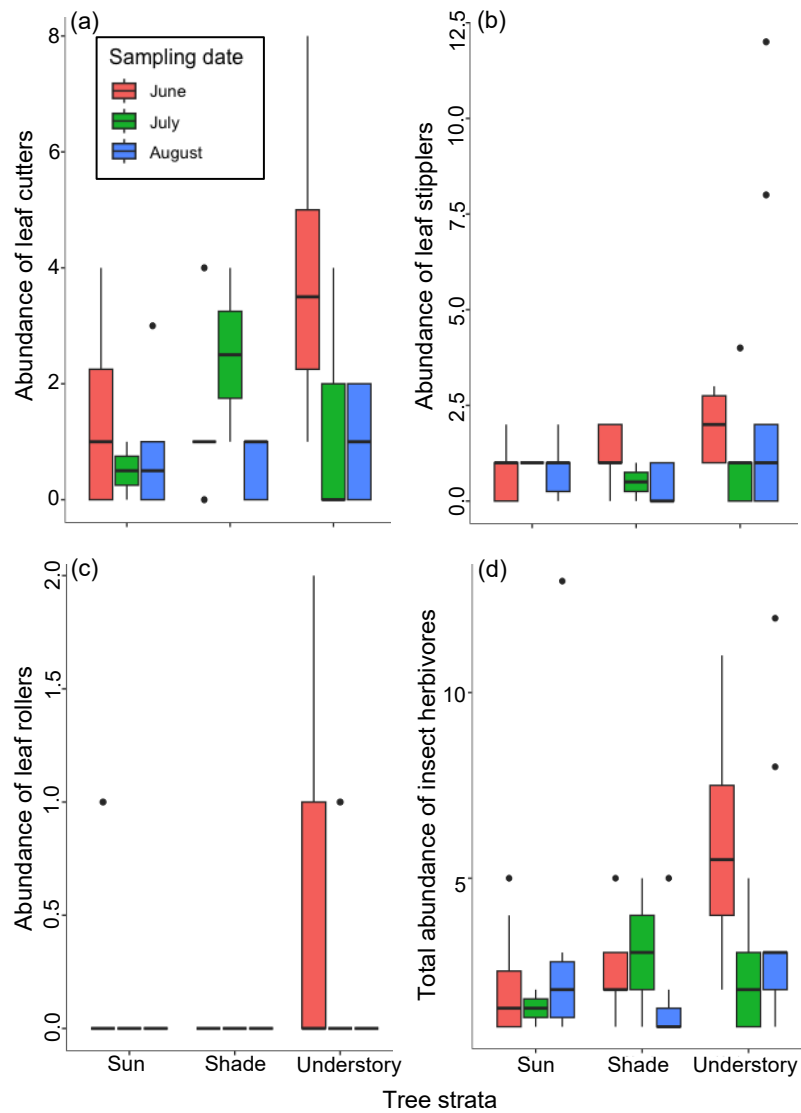 (a)
Sampling date
June
July
August
8
6
4
2
0
Abundance of leaf cutters
(b)
12.5
10.0
7.5
5.0
2.5
0.0
Abundance of leaf stipplers
(c)
2.0
1.5
1.0
0.5
0.0
Abundance of leaf rollers
Sun Shade Understory
(d)
10
5
Total abundance of insect herbivores
Sun Shade Understory
Tree strata